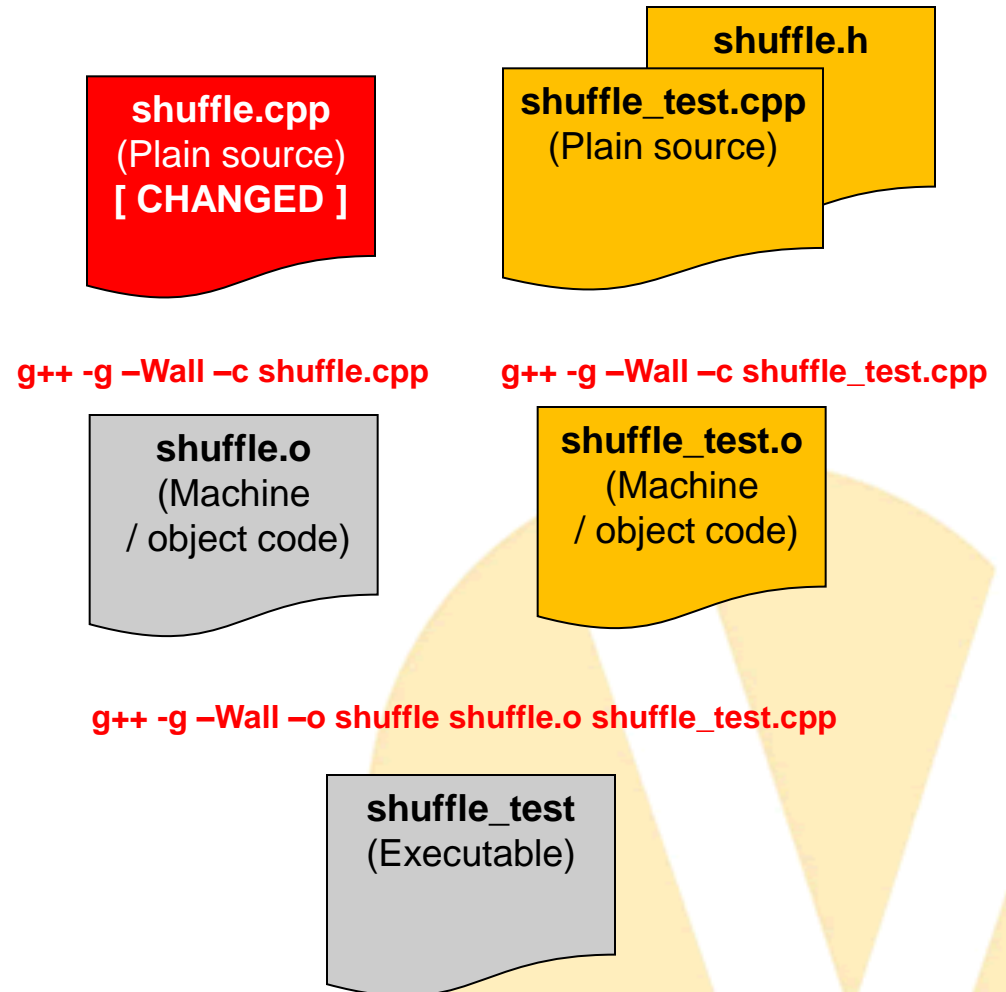 shuffle.h
shuffle.cpp
(Plain source)
[ CHANGED ]
shuffle_test.cpp
(Plain source)
g++ -g –Wall –c shuffle.cpp
g++ -g –Wall –c shuffle_test.cpp
shuffle.o
(Machine
/ object code)
shuffle_test.o
(Machine
/ object code)
g++ -g –Wall –o shuffle shuffle.o shuffle_test.cpp
shuffle_test
(Executable)